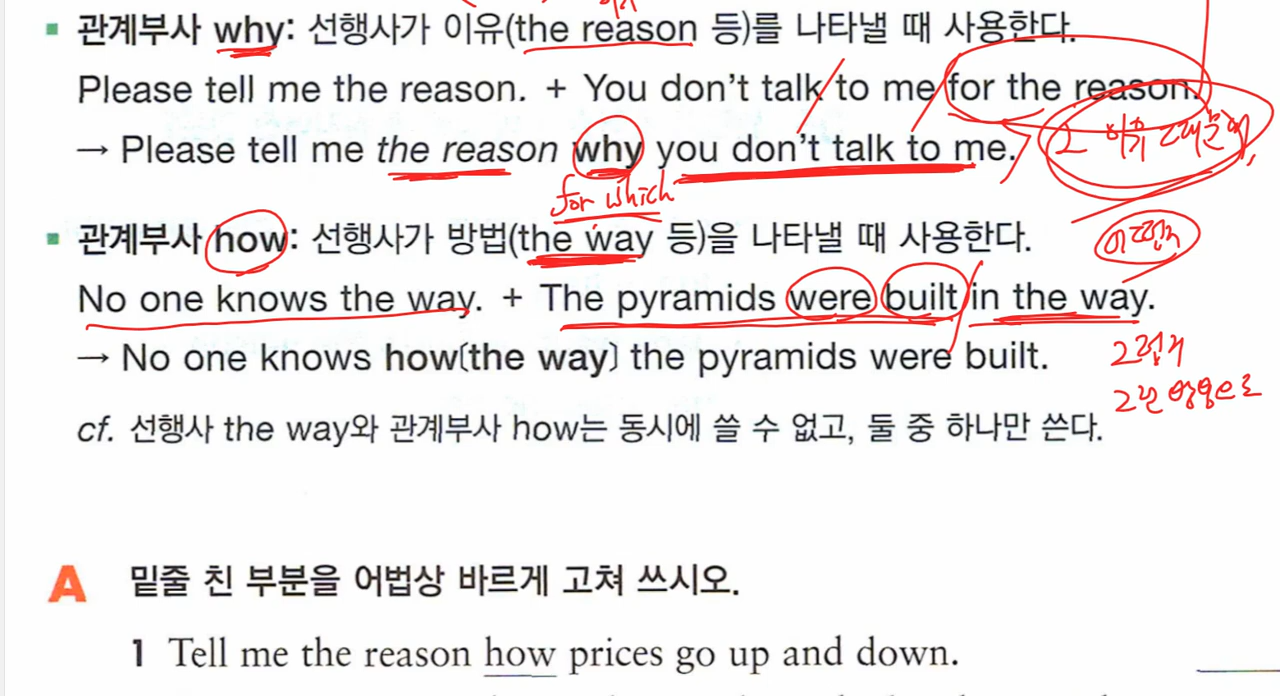 ▪ 관계부사 why: 선행사가 이유(the reason 등)를 나타낼 때 사용한다.
Please tell me the reason. + You don't talk to me for the reason.
그 이유 때문에,
→ Please tell me the reason why you don't talk to me.
for which
▪ 관계부사 how: 선행사가 방법(the way 등)을 나타낼 때 사용한다.
No one knows the way. + The pyramids were built in the way.
→ No one knows how[the way] the pyramids were built.
그렇게
그런 방법으로
cf. 선행사 the way와 관계부사 how는 동시에 쓸 수 없고, 둘 중 하나만 쓴다.
A 밑줄 친 부분을 어법상 바르게 고쳐 쓰시오.
1 Tell me the reason how prices go up and down.